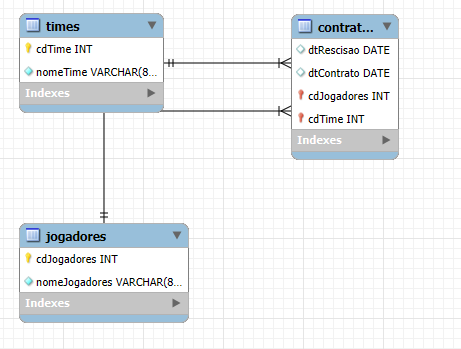 times
cdTime INT
nomeTime VARCHAR(8...
Indexes
contrat...
dtRescisao DATE
dtContrato DATE
cdJogadores INT
cdTime INT
Indexes
jogadores
cdJogadores INT
nomeJogadores VARCHAR(8...
Indexes